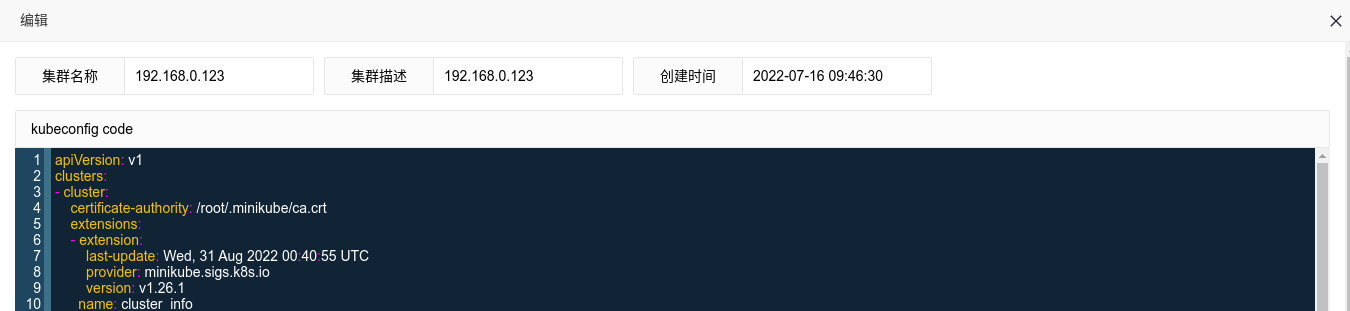 编辑
集群名称 192.168.0.123 集群描述 192.168.0.123 创建时间 2022-07-16 09:46:30
kubeconfig code
1 apiVersion: v1
2 clusters:
3 - cluster:
4 certificate-authority: /root/.minikube/ca.crt
5 extensions:
6 - extension:
7 last-update: Wed, 31 Aug 2022 00:40:55 UTC
8 provider: minikube.sigs.k8s.io
9 version: v1.26.1
10 name: cluster_info